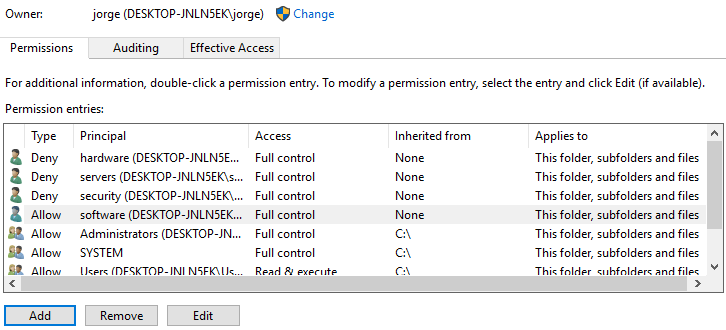 Owner: jorge (DESKTOP-JNLN5EK\jorge) Change
Permissions Auditing Effective Access
For additional information, double-click a permission entry. To modify a permission entry, select the entry and click Edit (if available).
Permission entries:
Type Principal Access Inherited from Applies to
Deny hardware (DESKTOP-JNLN5E... Full control None This folder, subfolders and files
Deny servers (DESKTOP-JNLN5EK\s... Full control None This folder, subfolders and files
Deny security (DESKTOP-JNLN5EK\... Full control None This folder, subfolders and files
Allow software (DESKTOP-JNLN5EK... Full control None This folder, subfolders and files
Allow Administrators (DESKTOP-JN... Full control C:\ This folder, subfolders and files
Allow SYSTEM Full control C:\ This folder, subfolders and files
Allow Users (DESKTOP-JNLN5EK\Us... Read & execute C:\ This folder, subfolders and files
Add Remove Edit